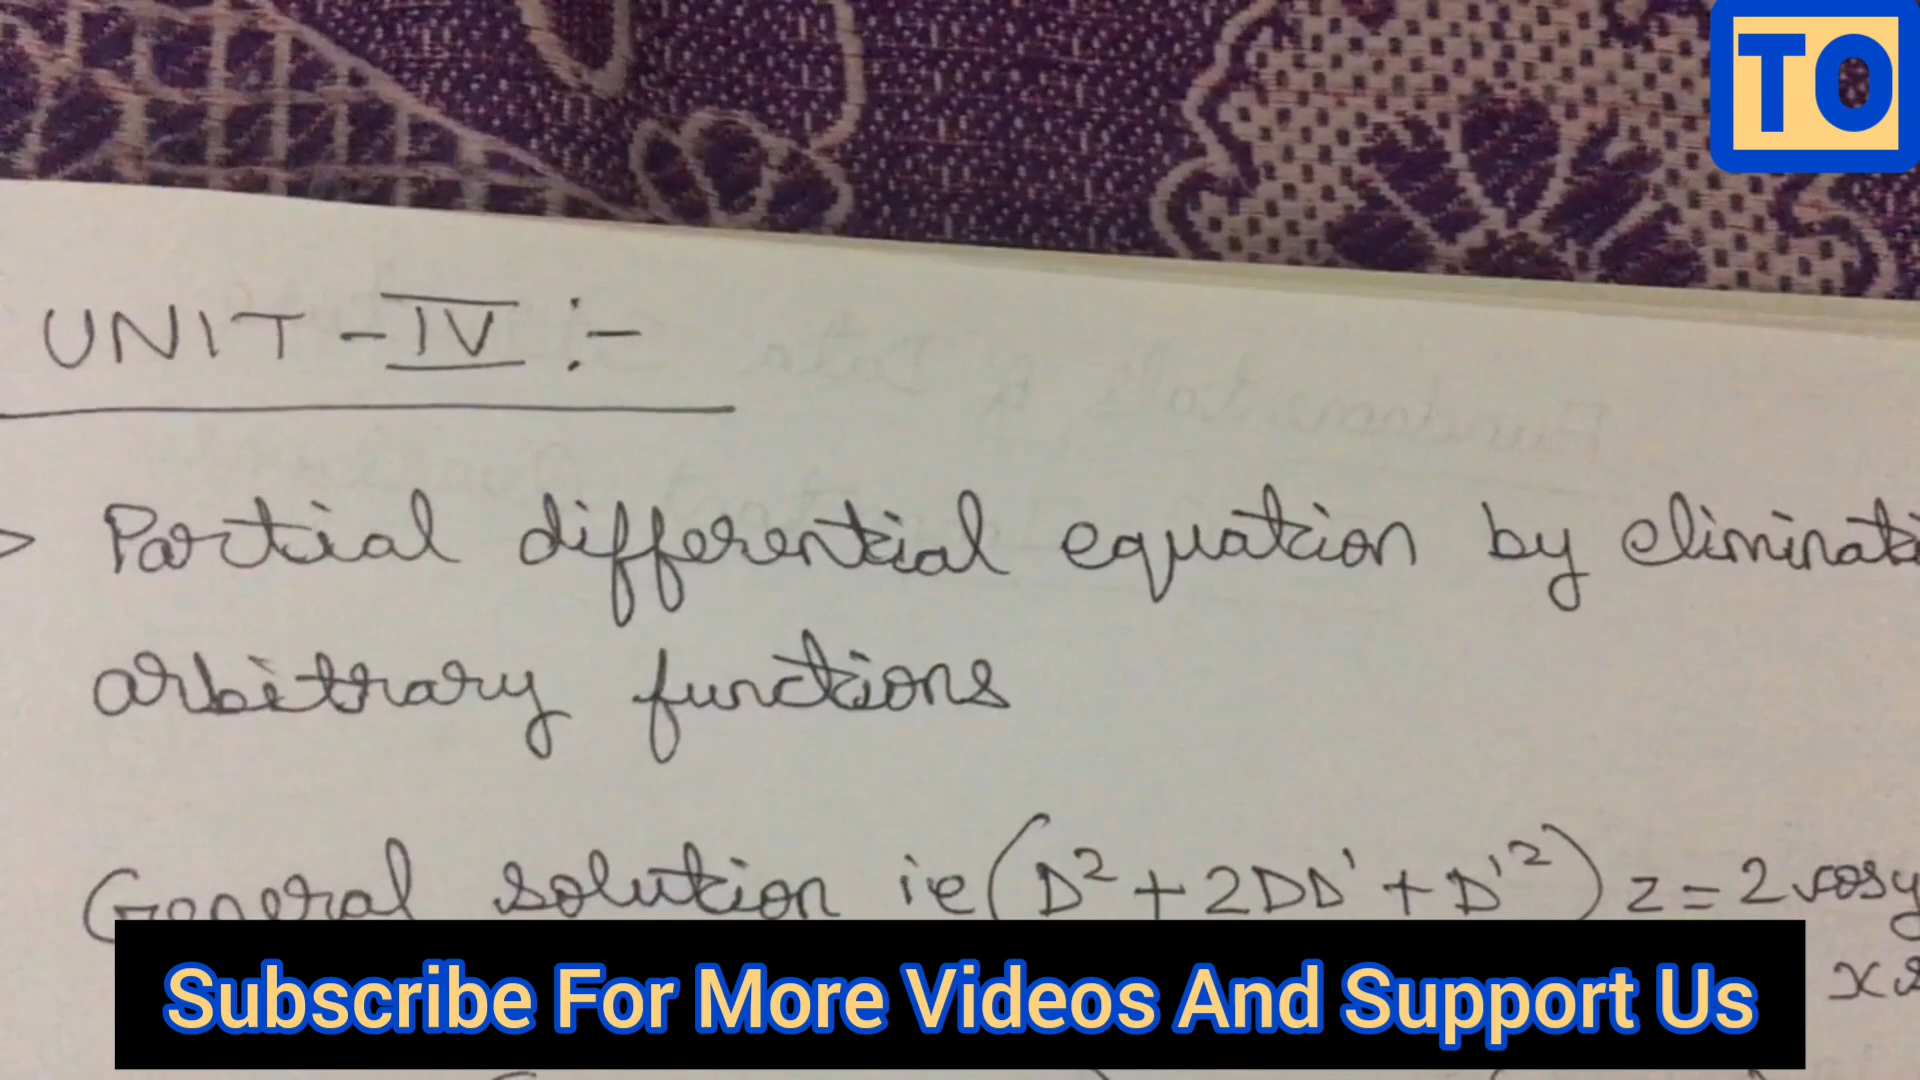 TO
UNIT - IV :-
> Partial differential equation by eliminati
arbitrary functions
General solution ie (D² + 2DD' + D'²) z = 2 cosy
Subscribe For More Videos And Support Us